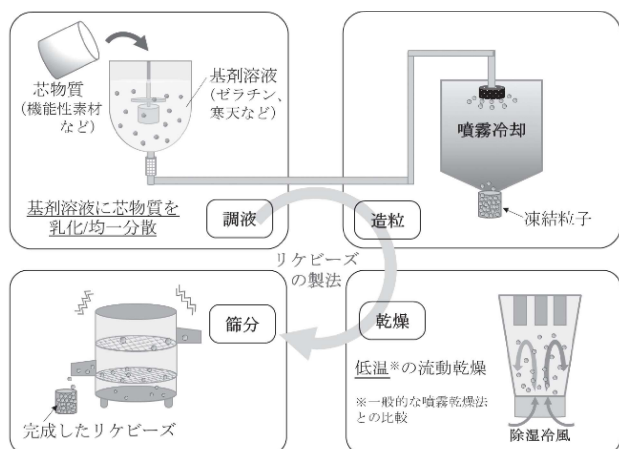 芯物質
(機能性素材
など)
基剤溶液
(ゼラチン、
寒天など)
基剤溶液に芯物質を
乳化/均一分散
調液
噴霧冷却
造粒
凍結粒子
リケビーズ
の製法
篩分
完成したリケビーズ
乾燥
低温※の流動乾燥
※一般的な噴霧乾燥法
との比較
除湿冷風